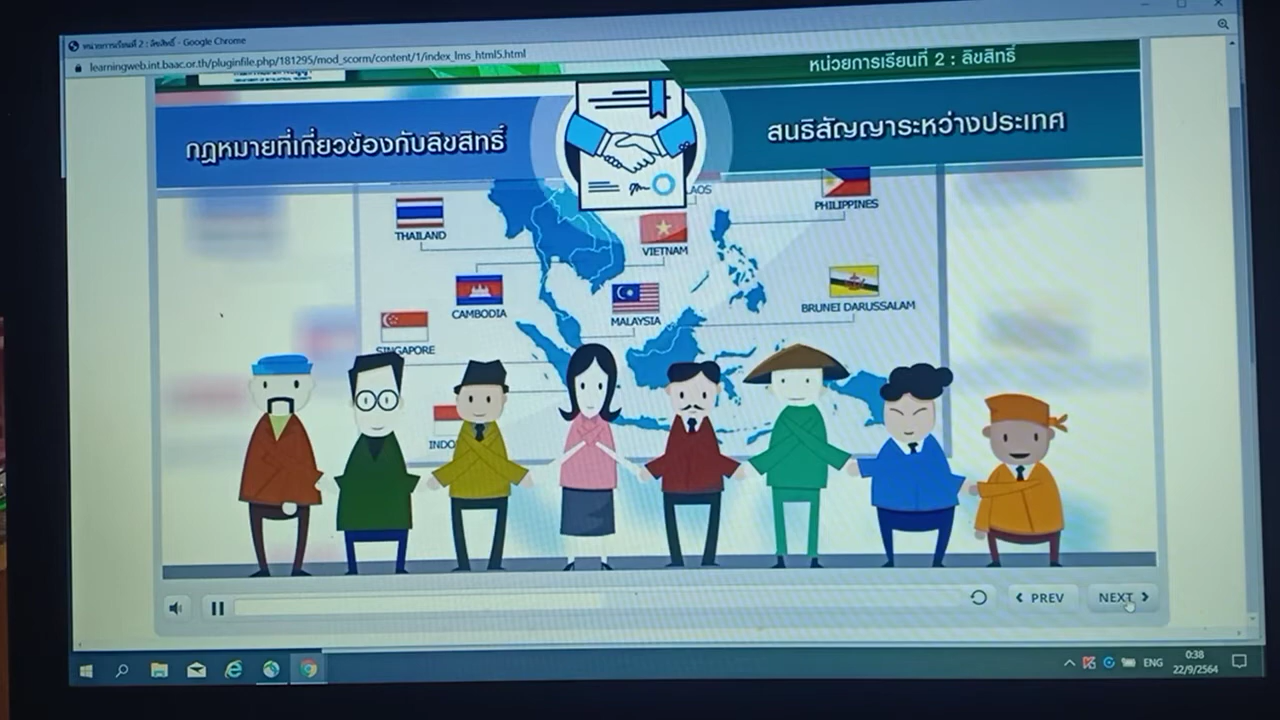 หน่วยการเรียนที่ 2 : ลิขสิทธิ์ - Google Chrome
learningweb.int.baac.or.th/pluginfile.php/181295/mod_scorm/content/1/index_lms_html5.html
หน่วยการเรียนที่ 2 : ลิขสิทธิ์
กฎหมายที่เกี่ยวข้องกับลิขสิทธิ์
สนธิสัญญาระหว่างประเทศ
LAOS
PHILIPPINES
THAILAND
VIETNAM
CAMBODIA
MALAYSIA
BRUNEI DARUSSALAM
SINGAPORE
INDO
PREV
NEXT
ENG
0:38
22/9/2564